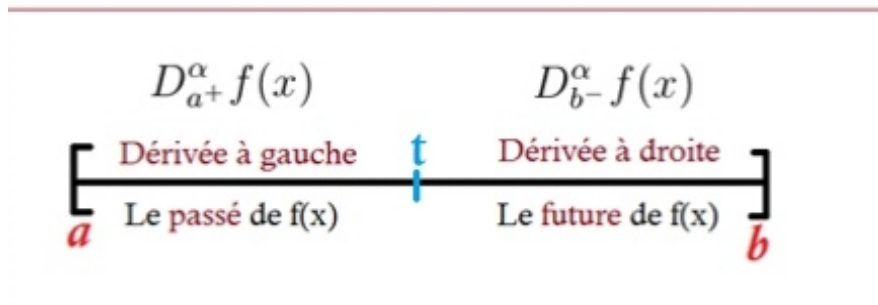 D^α_{a^+} f(x) D^α_{b^-} f(x)
Dérivée à gauche t Dérivée à droite
Le passé de f(x) Le future de f(x)
a b